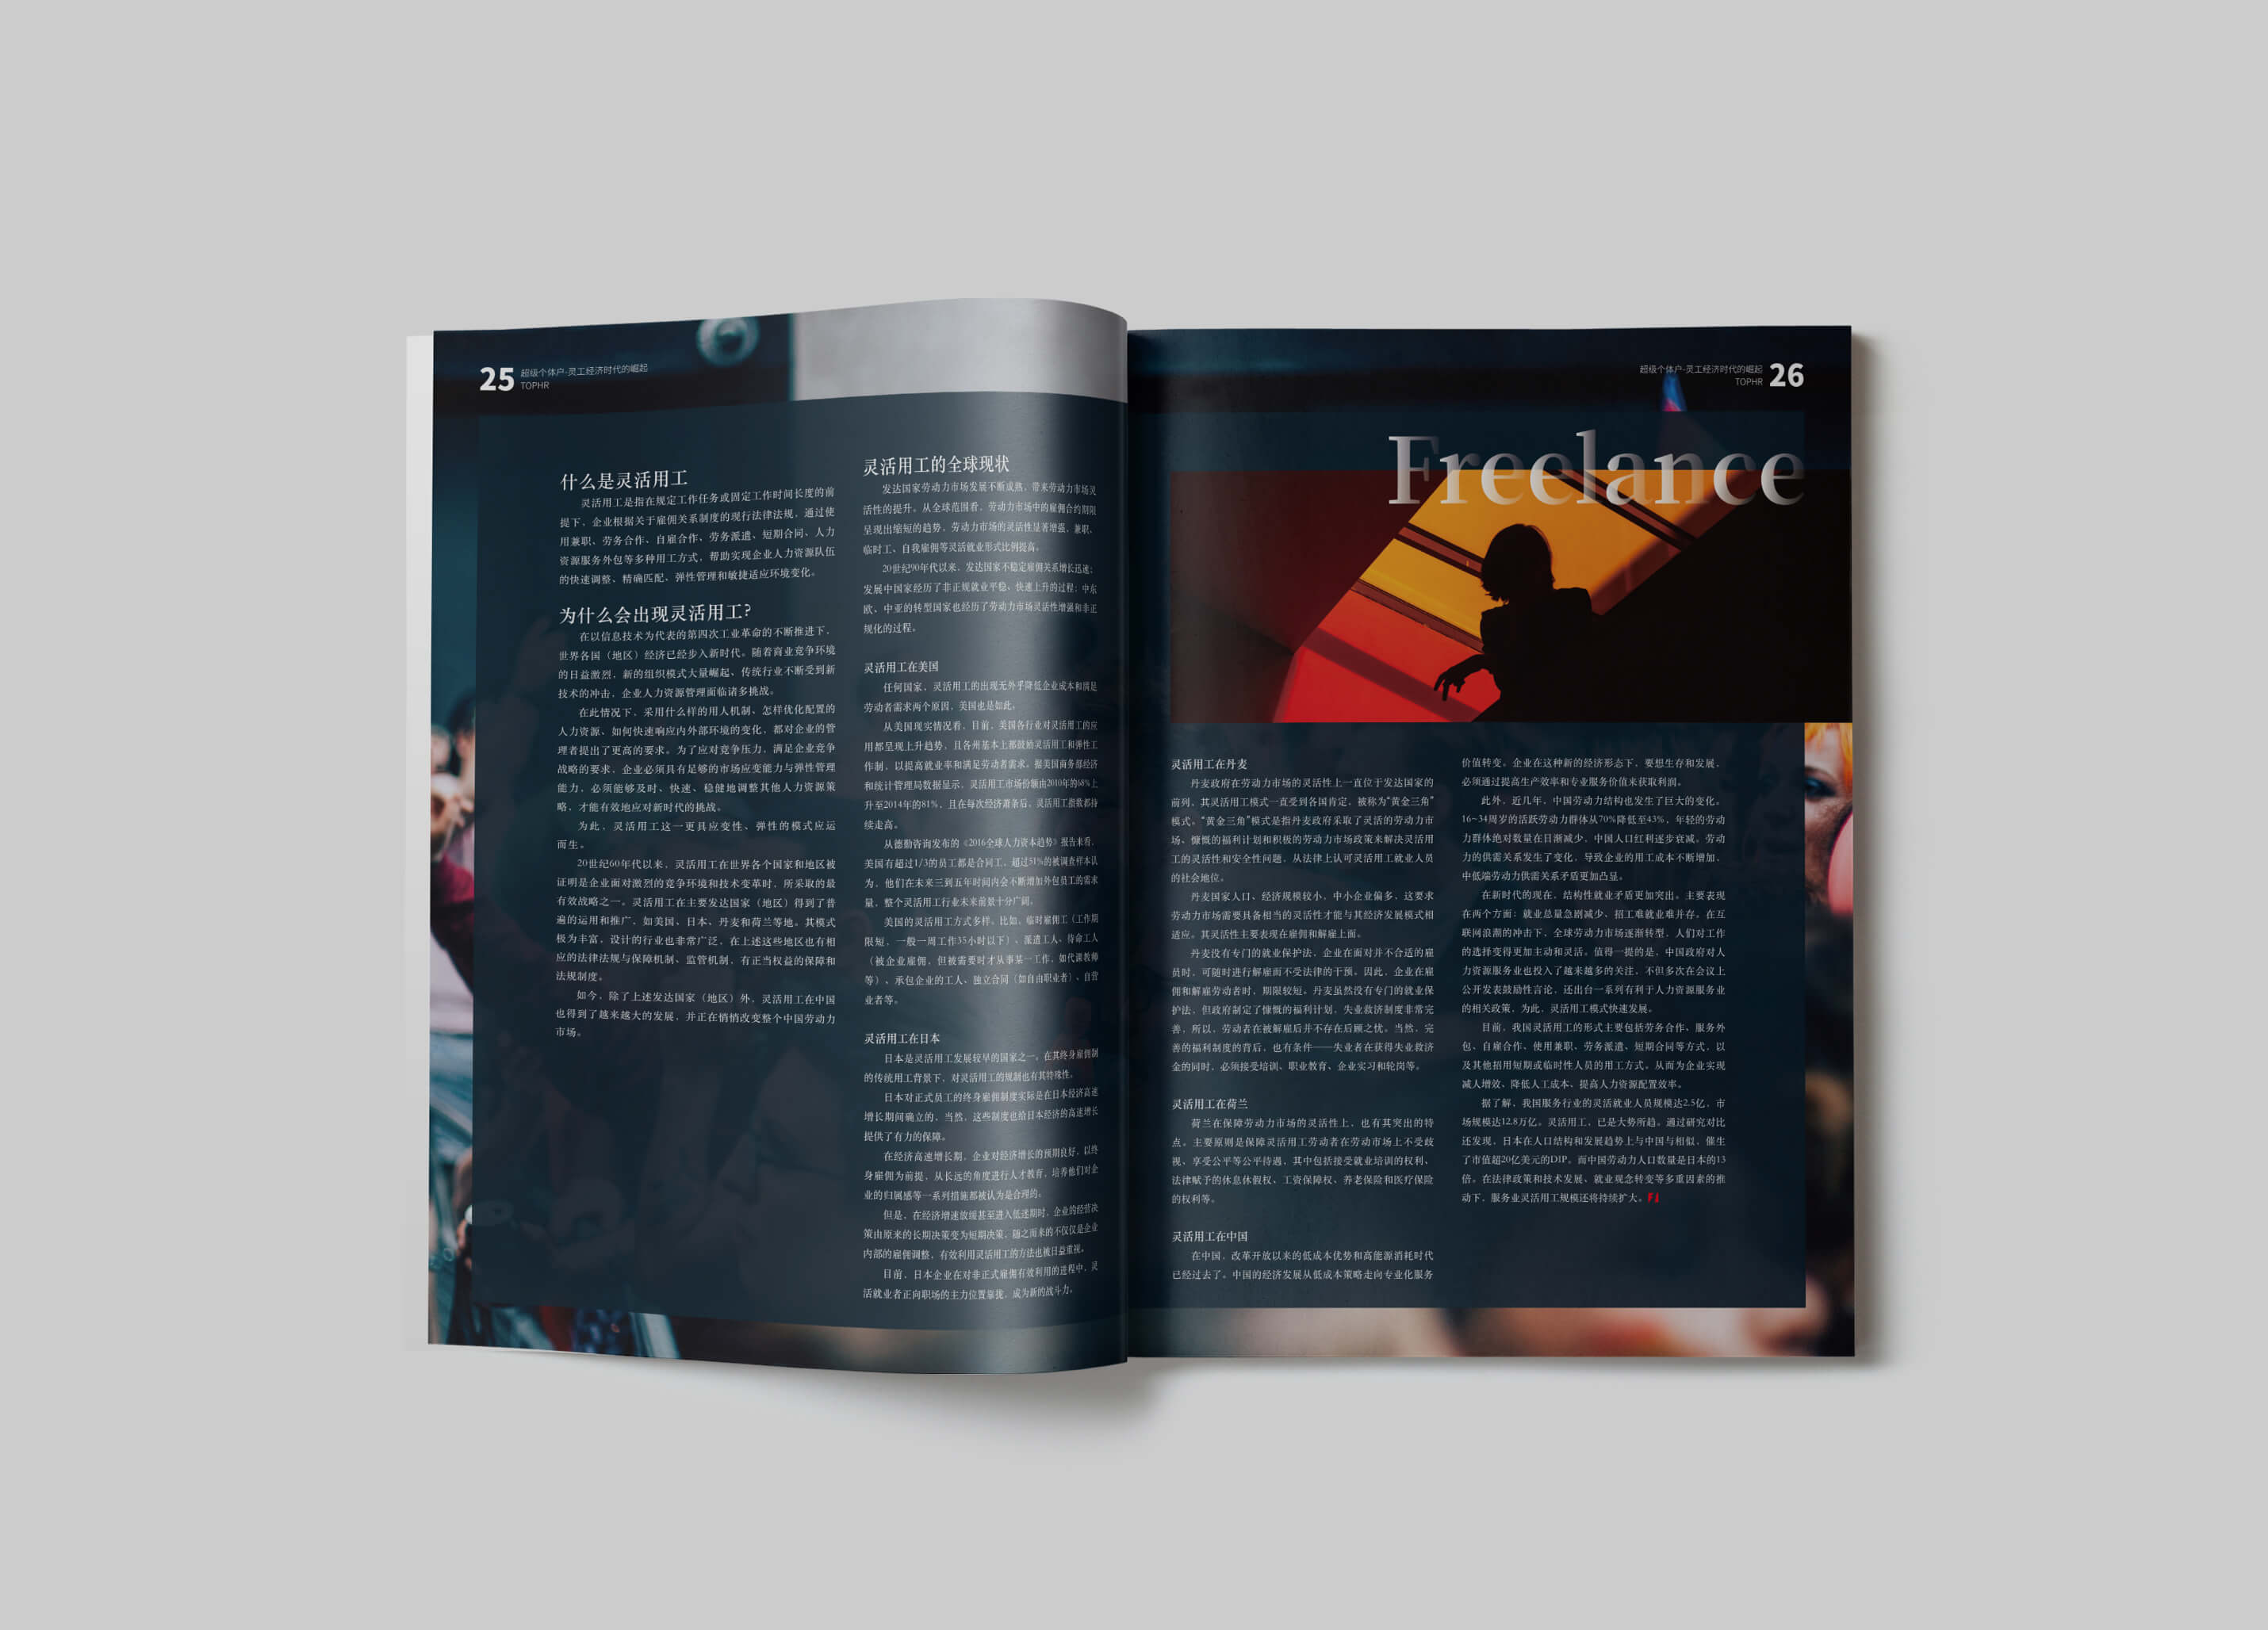 25
超级个体户-灵工经济时代的崛起
TOPHR
什么是灵活用工
灵活用工是指在规定工作任务或固定工作时间长度的前
提下，企业根据关于雇佣关系制度的现行法律法规，通过使
用兼职、劳务合作、自雇合作、劳务派遣、短期合同、人力
资源服务外包等多种用工方式，帮助实现企业人力资源队伍
的快速调整、精确匹配、弹性管理和敏捷适应环境变化。
为什么会出现灵活用工?
在以信息技术为代表的第四次工业革命的不断推进下，
世界各国（地区）经济已经步入新时代。随着商业竞争环境
的日益激烈，新的组织模式大量崛起、传统行业不断受到新
技术的冲击，企业人力资源管理面临诸多挑战。
在此情况下，采用什么样的用人机制、怎样优化配置的
人力资源、如何快速响应内外部环境的变化，都对企业的管
理者提出了更高的要求。为了应对竞争压力，满足企业竞争
战略的要求，企业必须具有足够的市场应变能力与弹性管理
能力，必须能够及时、快速、稳健地调整其他人力资源策
略，才能有效地应对新时代的挑战。
为此，灵活用工这一更具应变性、弹性的模式应运
而生。
20世纪60年代以来，灵活用工在世界各个国家和地区被
证明是企业面对激烈的竞争环境和技术变革时，所采取的最
有效战略之一。灵活用工在主要发达国家（地区）得到了普
遍的运用和推广，如美国、日本、丹麦和荷兰等地。其模式
极为丰富，设计的行业也非常广泛，在上述这些地区也有相
应的法律法规与保障机制、监管机制，有正当权益的保障和
法规制度。
如今，除了上述发达国家（地区）外，灵活用工在中国
也得到了越来越大的发展，并正在悄悄改变整个中国劳动力
市场。
灵活用工的全球现状
发达国家劳动力市场发展不断成熟，带来劳动力市场灵
活性的提升。从全球范围看，劳动力市场中的雇佣合约期限
呈现出缩短的趋势，劳动力市场的灵活性显著增强，兼职、
临时工、自我雇佣等灵活就业形式比例提高。
20世纪90年代以来，发达国家不稳定雇佣关系增长迅速；
发展中国家经历了非正规就业平稳、快速上升的过程；中东
欧、中亚的转型国家也经历了劳动力市场灵活性增强和非正
规化的过程。
灵活用工在美国
任何国家，灵活用工的出现无外乎降低企业成本和满足
劳动者需求两个原因，美国也是如此。
从美国现实情况看，目前，美国各行业对灵活用工的应
用都呈现上升趋势，且各州基本上都鼓励灵活用工和弹性工
作制，以提高就业率和满足劳动者需求。据美国商务部经济
和统计管理局数据显示，灵活用工市场份额由2010年的68%上
升至2014年的81%，且在每次经济萧条后，灵活用工指数都持
续走高。
从德勤咨询发布的《2016全球人力资本趋势》报告来看，
美国有超过1/3的员工都是合同工，超过51%的被调查样本认
为，他们在未来三到五年时间内会不断增加外包员工的需求
量，整个灵活用工行业未来前景十分广阔。
美国的灵活用工方式多样，比如，临时雇佣工（工作期
限短，一般一周工作35小时以下）、派遣工人、待命工人
（被企业雇佣，但被需要时才从事某一工作，如代课教师
等）、承包企业的工人、独立合同（如自由职业者）、自营
业者等。
灵活用工在日本
日本是灵活用工发展较早的国家之一，在其终身雇佣制
的传统用工背景下，对灵活用工的规制也有其特殊性。
日本对正式员工的终身雇佣制度实际是在日本经济高速
增长期间确立的，当然，这些制度也给日本经济的高速增长
提供了有力的保障。
在经济高速增长期，企业对经济增长的预期良好，以终
身雇佣为前提，从长远的角度进行人才教育，培养他们对企
业的归属感等一系列措施都被认为是合理的。
但是，在经济增速放缓甚至进入低迷期时，企业的经营决
策由原来的长期决策变为短期决策，随之而来的不仅仅是企业
内部的雇佣调整，有效利用灵活用工的方法也被日益重视。
目前，日本企业在对非正式雇佣有效利用的进程中，灵
活就业者正向职场的主力位置靠拢，成为新的战斗力。
超级个体户-灵工经济时代的崛起
TOPHR
26
Freelance
灵活用工在丹麦
丹麦政府在劳动力市场的灵活性上一直位于发达国家的
前列，其灵活用工模式一直受到各国肯定，被称为“黄金三角”
模式。“黄金三角”模式是指丹麦政府采取了灵活的劳动力市
场、慷慨的福利计划和积极的劳动力市场政策来解决灵活用
工的灵活性和安全性问题，从法律上认可灵活用工就业人员
的社会地位。
丹麦国家人口、经济规模较小，中小企业偏多，这要求
劳动力市场需要具备相当的灵活性才能与其经济发展模式相
适应。其灵活性主要表现在雇佣和解雇上面。
丹麦没有专门的就业保护法，企业在面对并不合适的雇
员时，可随时进行解雇而不受法律的干预。因此，企业在雇
佣和解雇劳动者时，期限较短。丹麦虽然没有专门的就业保
护法，但政府制定了慷慨的福利计划，失业救济制度非常完
善，所以，劳动者在被解雇后并不存在后顾之忧。当然，完
善的福利制度的背后，也有条件——失业者在获得失业救济
金的同时，必须接受培训、职业教育、企业实习和轮岗等。
灵活用工在荷兰
荷兰在保障劳动力市场的灵活性上，也有其突出的特
点。主要原则是保障灵活用工劳动者在劳动市场上不受歧
视、享受公平等公平待遇，其中包括接受就业培训的权利、
法律赋予的休息休假权、工资保障权、养老保险和医疗保险
的权利等。
灵活用工在中国
在中国，改革开放以来的低成本优势和高能源消耗时代
已经过去了。中国的经济发展从低成本策略走向专业化服务
价值转变。企业在这种新的经济形态下，要想生存和发展，
必须通过提高生产效率和专业服务价值来获取利润。
此外，近几年，中国劳动力结构也发生了巨大的变化。
16~34周岁的活跃劳动力群体从70%降低至43%，年轻的劳动
力群体绝对数量在日渐减少，中国人口红利逐步衰减。劳动
力的供需关系发生了变化，导致企业的用工成本不断增加，
中低端劳动力供需关系矛盾更加凸显。
在新时代的现在，结构性就业矛盾更加突出。主要表现
在两个方面：就业总量急剧减少、招工难就业难并存。在互
联网浪潮的冲击下，全球劳动力市场逐渐转型，人们对工作
的选择变得更加主动和灵活。值得一提的是，中国政府对人
力资源服务业也投入了越来越多的关注，不但多次在会议上
公开发表鼓励性言论，还出台一系列有利于人力资源服务业
的相关政策，为此，灵活用工模式快速发展。
目前，我国灵活用工的形式主要包括劳务合作、服务外
包、自雇合作、使用兼职、劳务派遣、短期合同等方式，以
及其他招用短期或临时性人员的用工方式。从而为企业实现
减人增效、降低人工成本、提高人力资源配置效率。
据了解，我国服务行业的灵活就业人员规模达2.5亿，市
场规模达12.8万亿。灵活用工，已是大势所趋。通过研究对比
还发现，日本在人口结构和发展趋势上与中国与相似，催生
了市值超20亿美元的DIP。而中国劳动力人口数量是日本的13
倍。在法律政策和技术发展、就业观念转变等多重因素的推
动下，服务业灵活用工规模还将持续扩大。